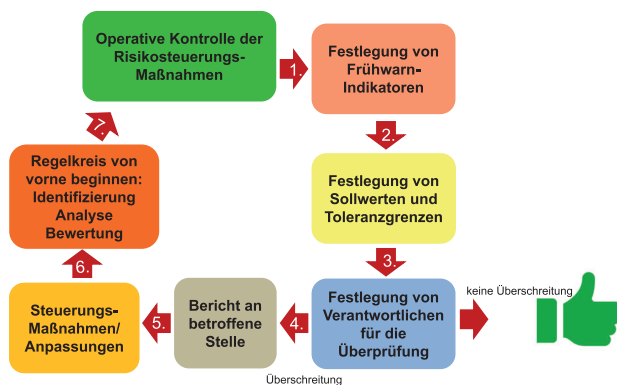 Operative Kontrolle der
Risikosteuerungs-
Maßnahmen
1.
Festlegung von
Frühwarn-
Indikatoren
2.
Festlegung von
Sollwerten und
Toleranzgrenzen
3.
Festlegung von
Verantwortlichen
für die
Überprüfung
keine Überschreitung
4.
Überschreitung
Bericht an
betroffene
Stelle
5.
Steuerungs-
Maßnahmen/
Anpassungen
6.
Regelkreis von
vorne beginnen:
Identifizierung
Analyse
Bewertung
7.